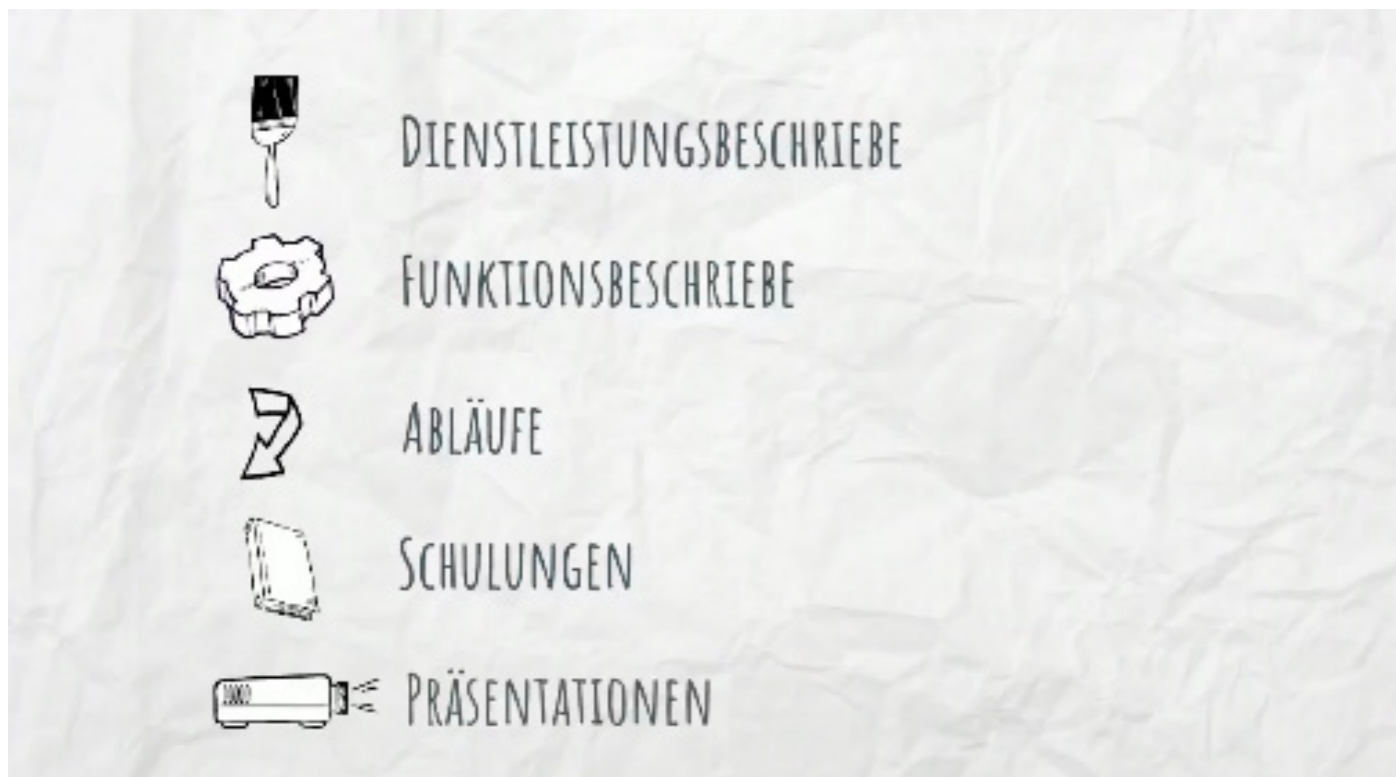 Dienstleistungsbeschriebe
Funktionsbeschriebe
Abläufe
Schulungen
Präsentationen